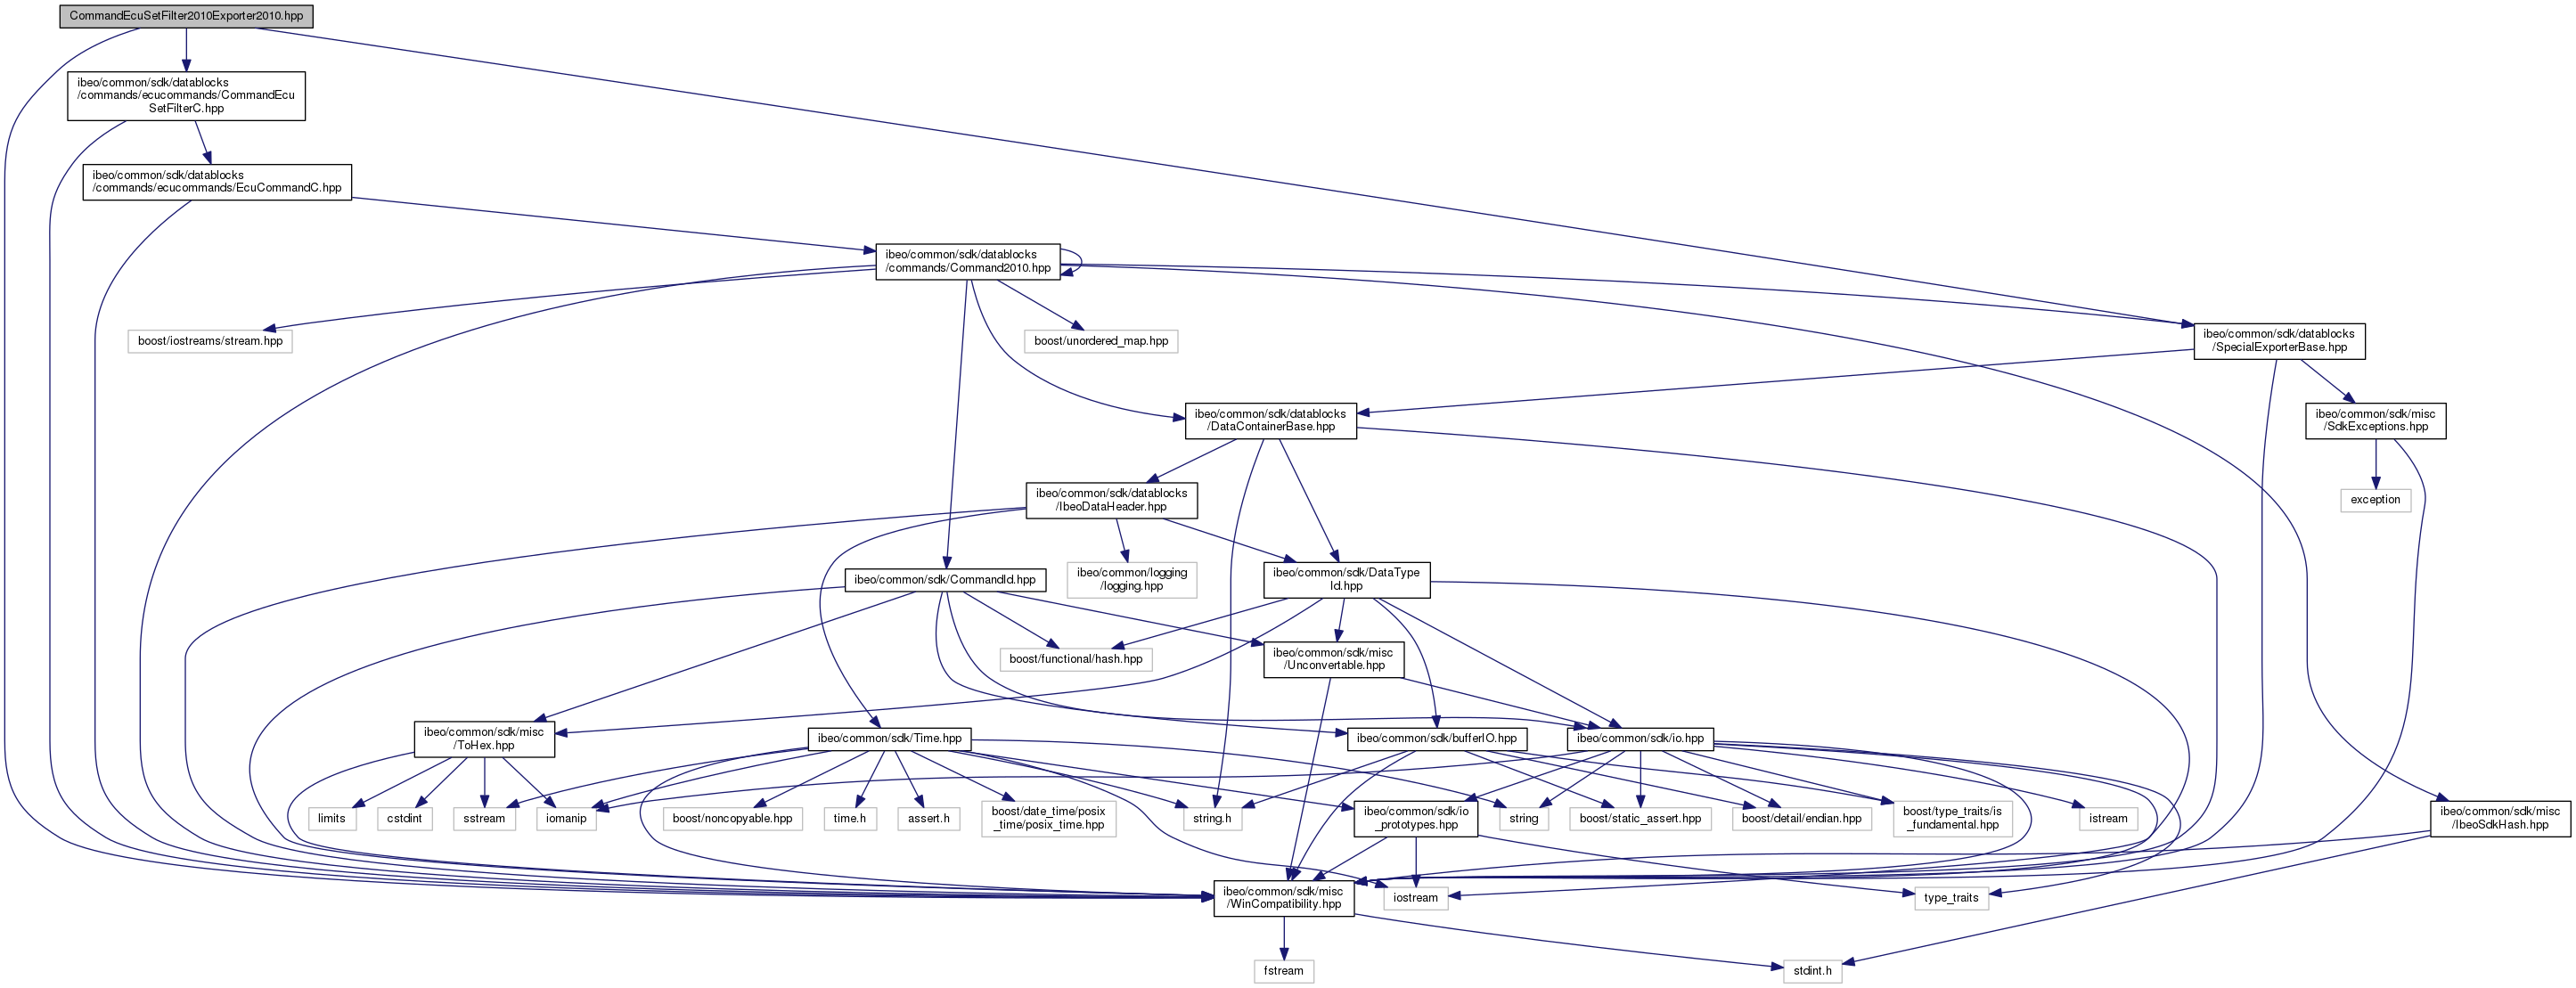 CommandEcuSetFilter2010Exporter2010.hpp
ibeo/common/sdk/datablocks
/commands/ecucommands/CommandEcu
SetFilterC.hpp
ibeo/common/sdk/datablocks
/commands/ecucommands/EcuCommandC.hpp
ibeo/common/sdk/datablocks
/commands/Command2010.hpp
boost/iostreams/stream.hpp
boost/unordered_map.hpp
ibeo/common/sdk/datablocks
/SpecialExporterBase.hpp
ibeo/common/sdk/datablocks
/DataContainerBase.hpp
ibeo/common/sdk/misc
/SdkExceptions.hpp
ibeo/common/sdk/datablocks
/IbeoDataHeader.hpp
exception
ibeo/common/sdk/CommandId.hpp
ibeo/common/logging
/logging.hpp
ibeo/common/sdk/DataType
Id.hpp
boost/functional/hash.hpp
ibeo/common/sdk/misc
/Unconvertable.hpp
ibeo/common/sdk/misc
/ToHex.hpp
ibeo/common/sdk/Time.hpp
ibeo/common/sdk/bufferIO.hpp
ibeo/common/sdk/io.hpp
limits
cstdint
sstream
iomanip
boost/noncopyable.hpp
time.h
assert.h
boost/date_time/posix
_time/posix_time.hpp
string.h
ibeo/common/sdk/io
_prototypes.hpp
string
boost/static_assert.hpp
boost/detail/endian.hpp
boost/type_traits/is
_fundamental.hpp
istream
ibeo/common/sdk/misc
/IbeoSdkHash.hpp
ibeo/common/sdk/misc
/WinCompatibility.hpp
iostream
type_traits
fstream
stdint.h